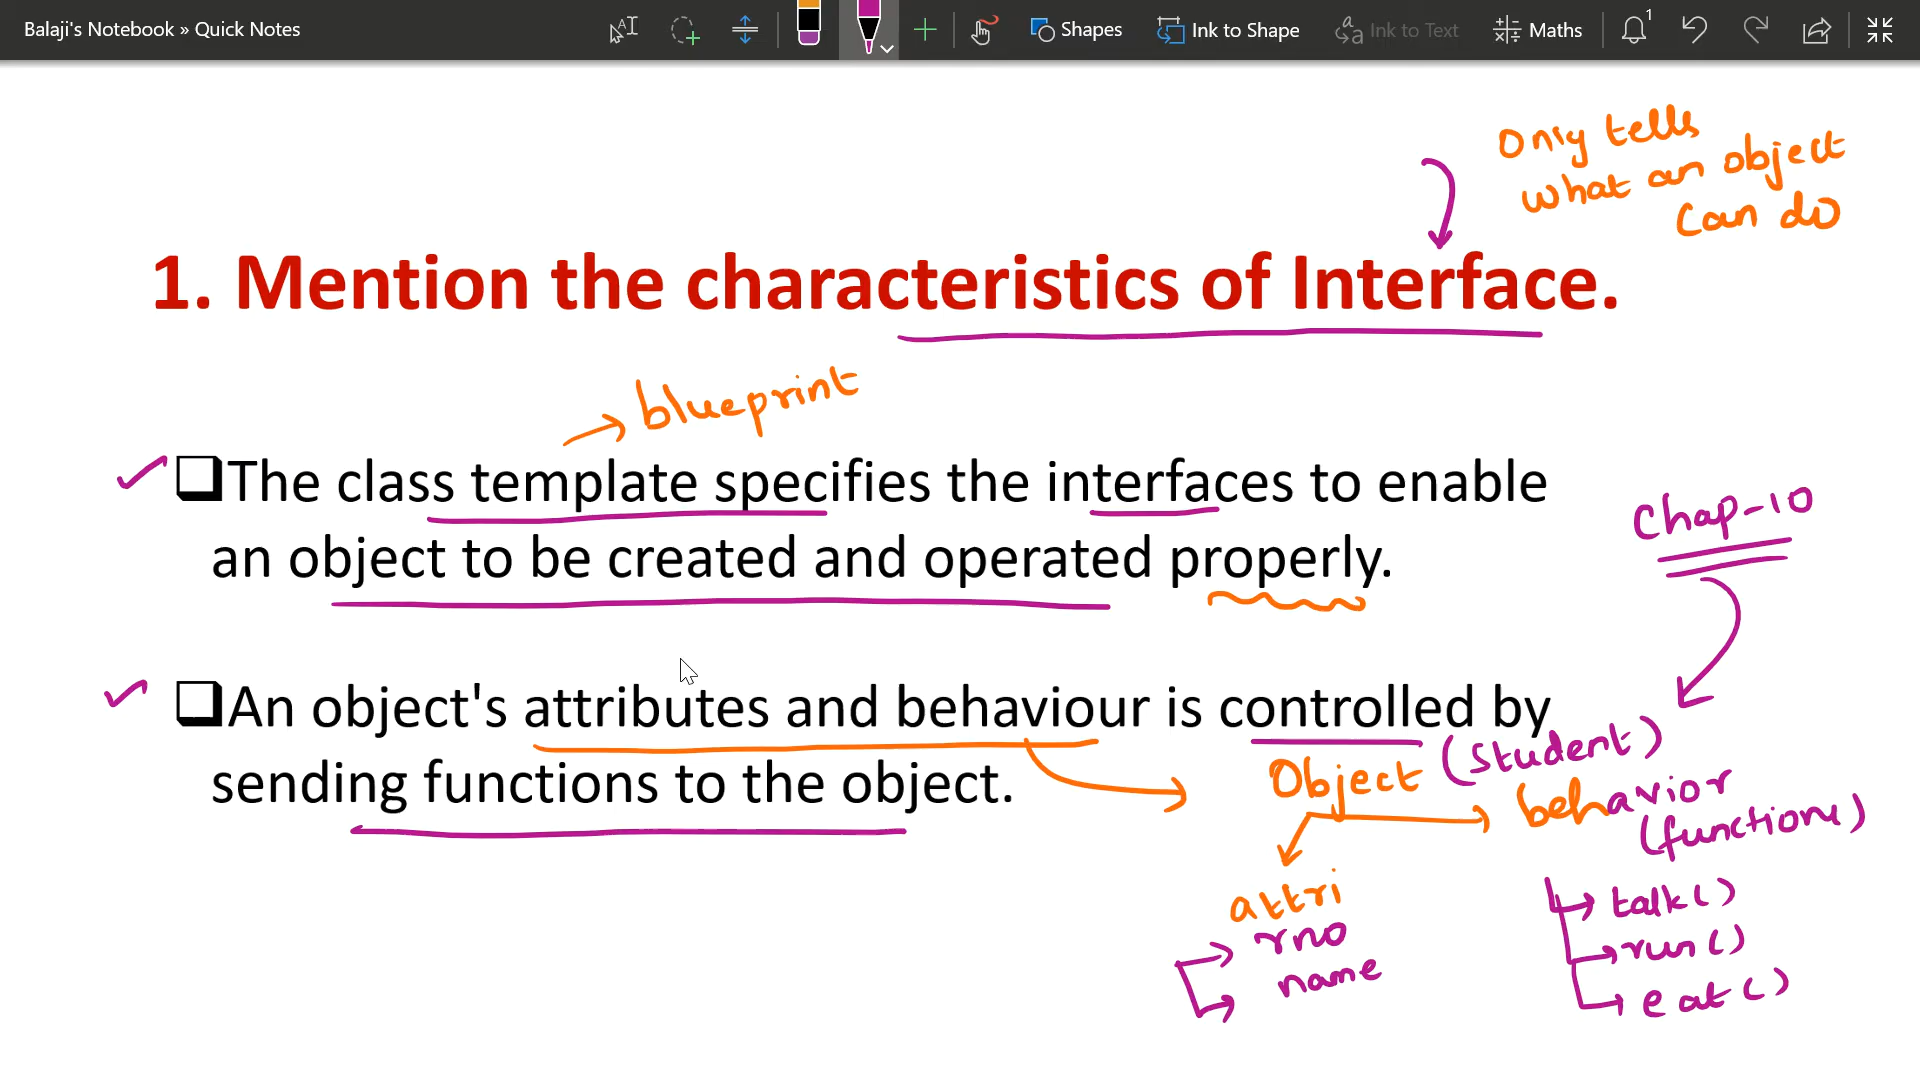 Balaji's Notebook » Quick Notes
Shapes
Ink to Shape
Ink to Text
Maths
1
Only tells
what an object
can do
1. Mention the characteristics of Interface.
blueprint
The class template specifies the interfaces to enable
an object to be created and operated properly.
Chap-10
An object's attributes and behaviour is controlled by
sending functions to the object.
Object (Student)
behavior
(functions)
attri
rno
name
talk()
run()
eat()